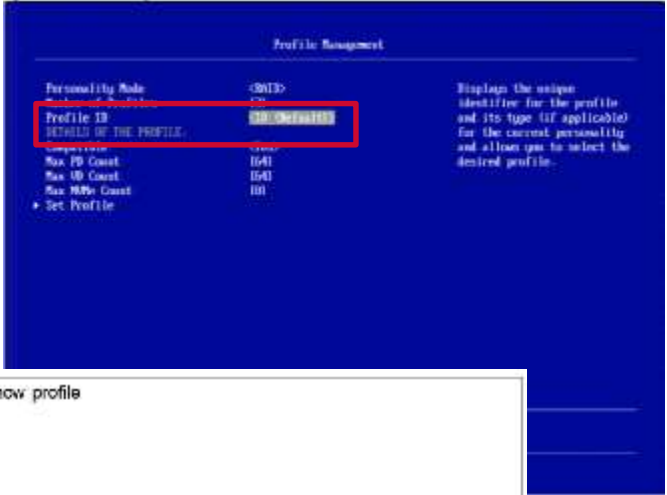 Profile Management
Personality Mode <RAID>
Profile ID
(Default)
DETAILS OF THE PROFILE:
Max PD Count [64]
Max VD Count [64]
Max NVMe Count
Set Profile
Displays the unique
identifier for the profile
and its type (if applicable)
for the current personality
and allows you to select the
desired profile.
how profile